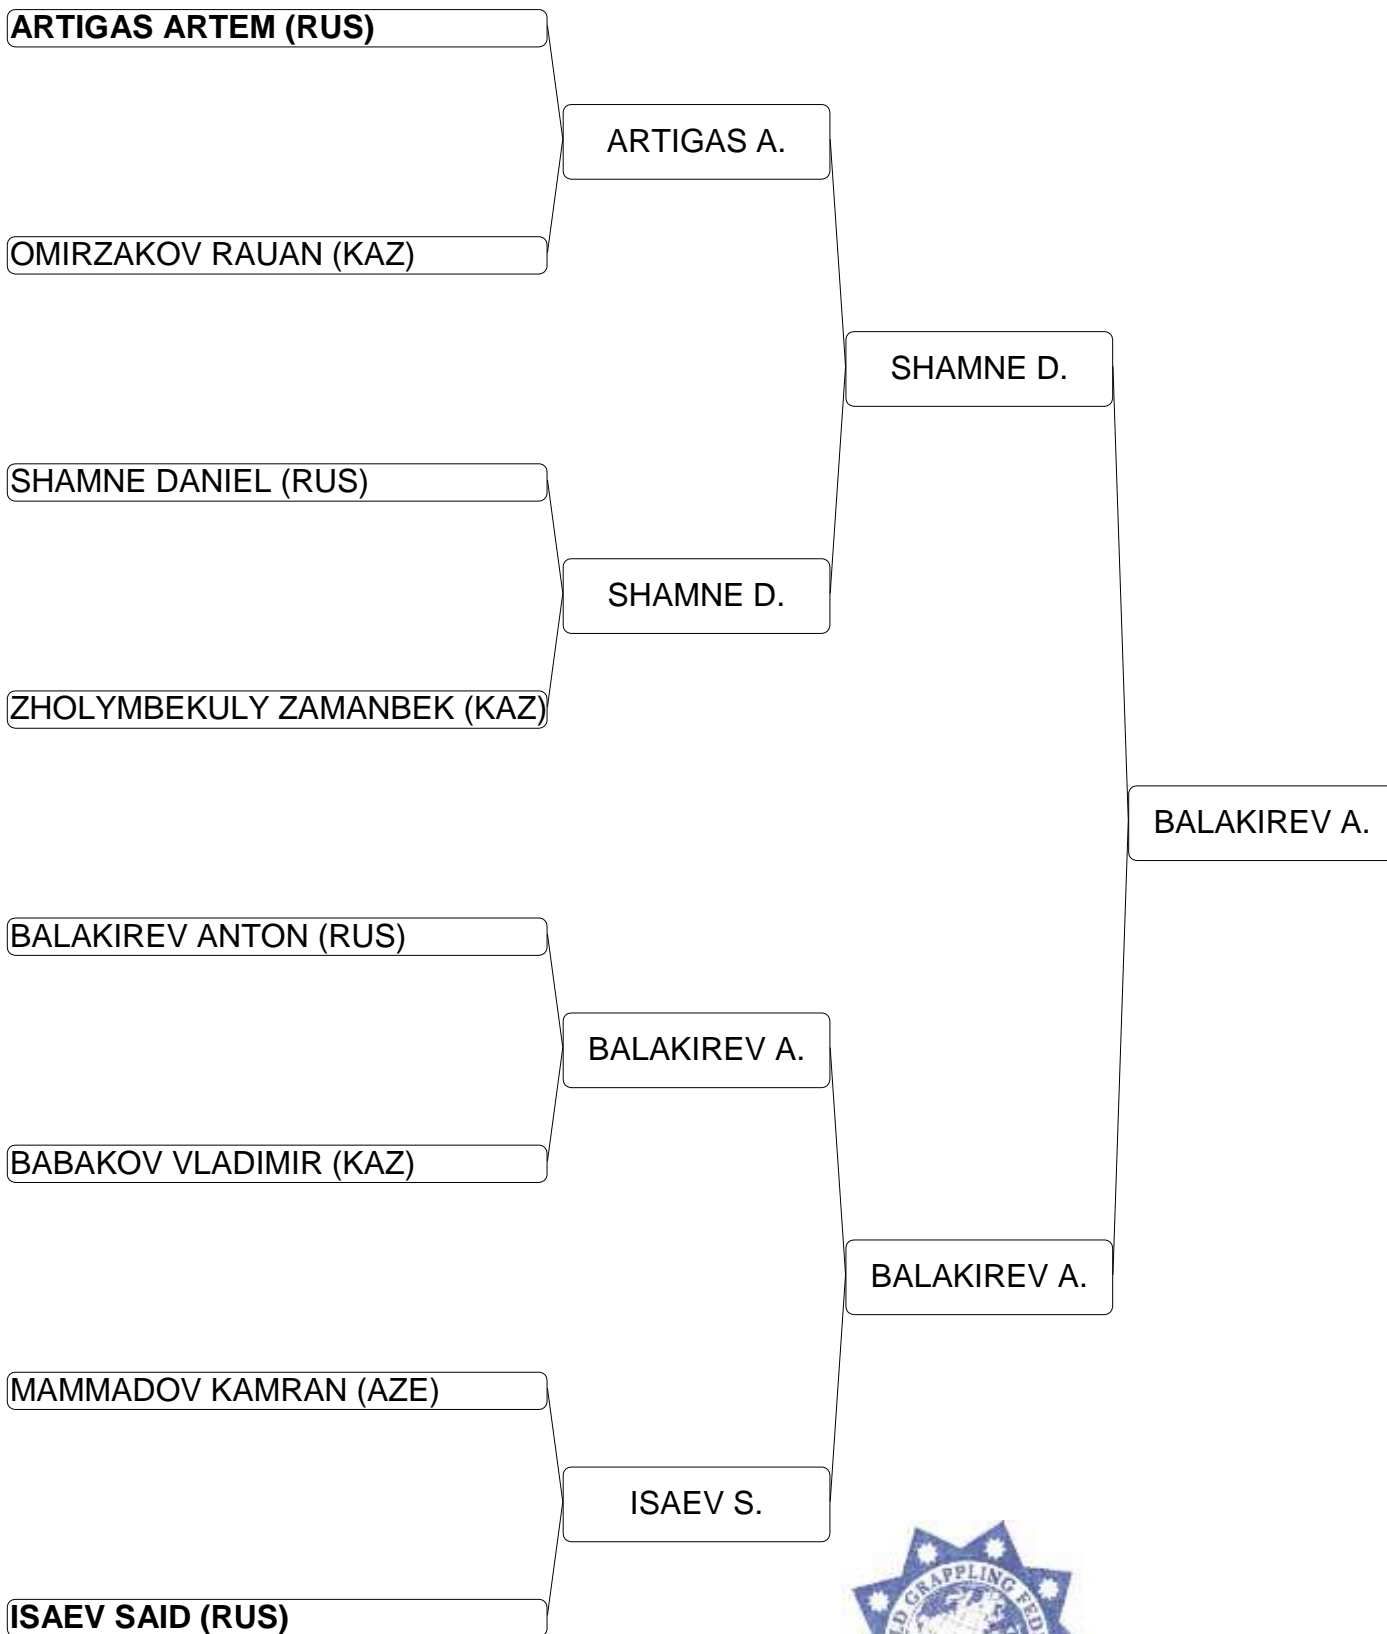 ARTIGAS ARTEM (RUS)
ARTIGAS A.
OMIRZAKOV RAUAN (KAZ)
SHAMNE D.
SHAMNE DANIEL (RUS)
SHAMNE D.
ZHOLYMBEKULY ZAMANBEK (KAZ)
BALAKIREV A.
BALAKIREV ANTON (RUS)
BALAKIREV A.
BABAKOV VLADIMIR (KAZ)
BALAKIREV A.
MAMMADOV KAMRAN (AZE)
ISAEV S.
ISAEV SAID (RUS)
GRAPPLING